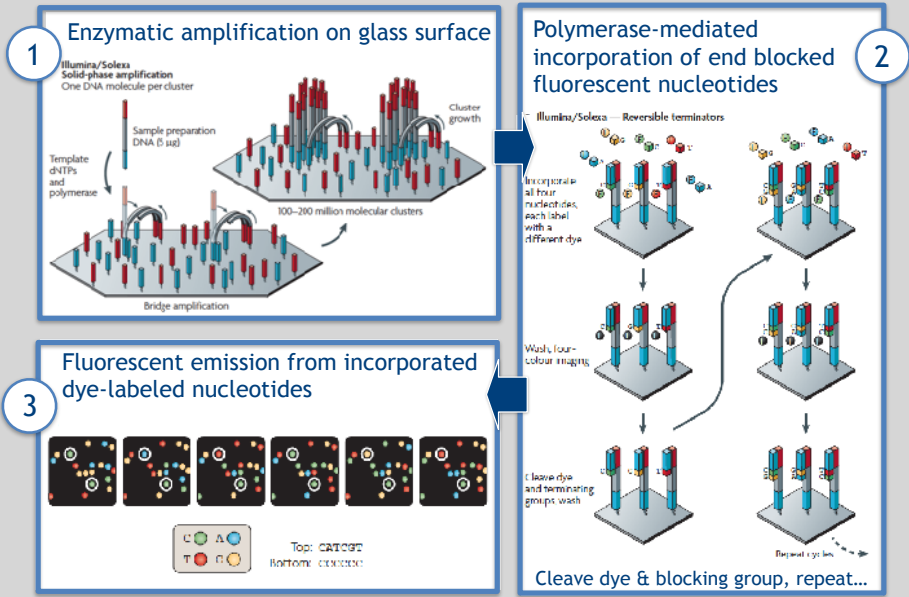 1
Enzymatic amplification on glass surface
Illumina/Solexa
Solid-phase amplification
One DNA molecule per cluster
Sample preparation
DNA (5 µg)
Template
dNTPs
and
polymerase
Cluster
growth
100–200 million molecular clusters
Bridge amplification
2
Polymerase-mediated
incorporation of end blocked
fluorescent nucleotides
Illumina/Solexa — Reversible terminators
Incorporate
all four
nucleotides,
each label
with a
different dye
Wash, four-
colour imaging
Cleave dye
and terminating
groups, wash
Repeat cycles
Cleave dye & blocking group, repeat…
3
Fluorescent emission from incorporated
dye-labeled nucleotides
C A
T G
Top: CATCGT
Bottom: CCCCCC